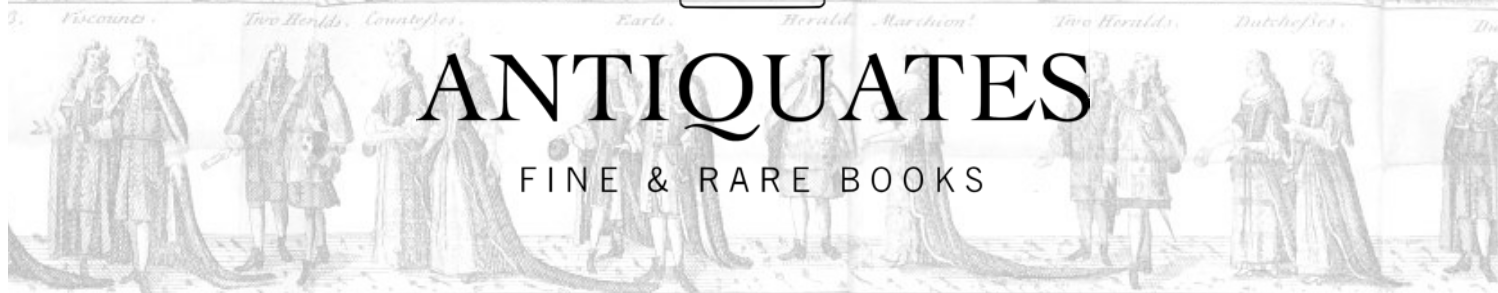 Viscounts. Two Heralds. Countesses. Earls. Herald Marchion! Two Heralds. Dutchesses.
ANTIQUATES
FINE & RARE BOOKS